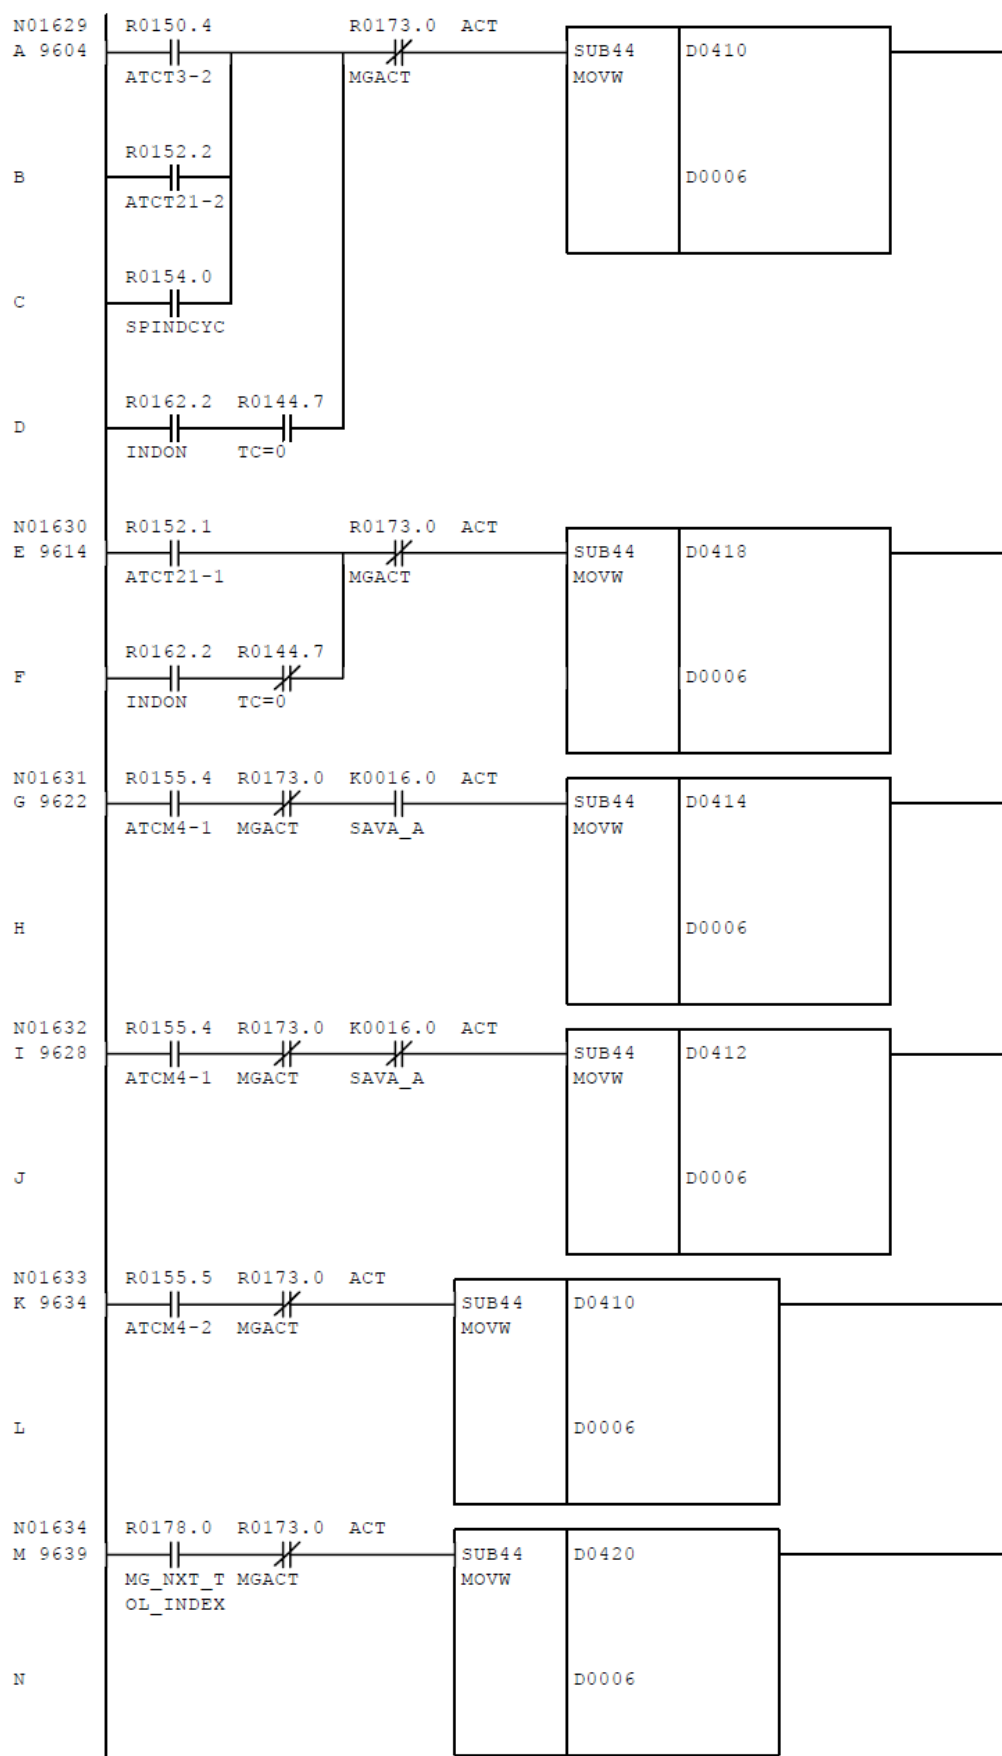 N01629 R0150.4 R0173.0 ACT
A 9604 SUB44 D0410
ATCT3-2 MGACT MOVW
R0152.2
B D0006
ATCT21-2
R0154.0
C
SPINDCYC
R0162.2 R0144.7
D
INDON TC=0
N01630 R0152.1 R0173.0 ACT
E 9614 SUB44 D0418
ATCT21-1 MGACT MOVW
R0162.2 R0144.7
F D0006
INDON TC=0
N01631 R0155.4 R0173.0 K0016.0 ACT
G 9622 SUB44 D0414
ATCM4-1 MGACT SAVA_A MOVW
H D0006
N01632 R0155.4 R0173.0 K0016.0 ACT
I 9628 SUB44 D0412
ATCM4-1 MGACT SAVA_A MOVW
J D0006
N01633 R0155.5 R0173.0 ACT
K 9634 SUB44 D0410
ATCM4-2 MGACT MOVW
L D0006
N01634 R0178.0 R0173.0 ACT
M 9639 SUB44 D0420
MG_NXT_T MGACT MOVW
OL_INDEX
N D0006